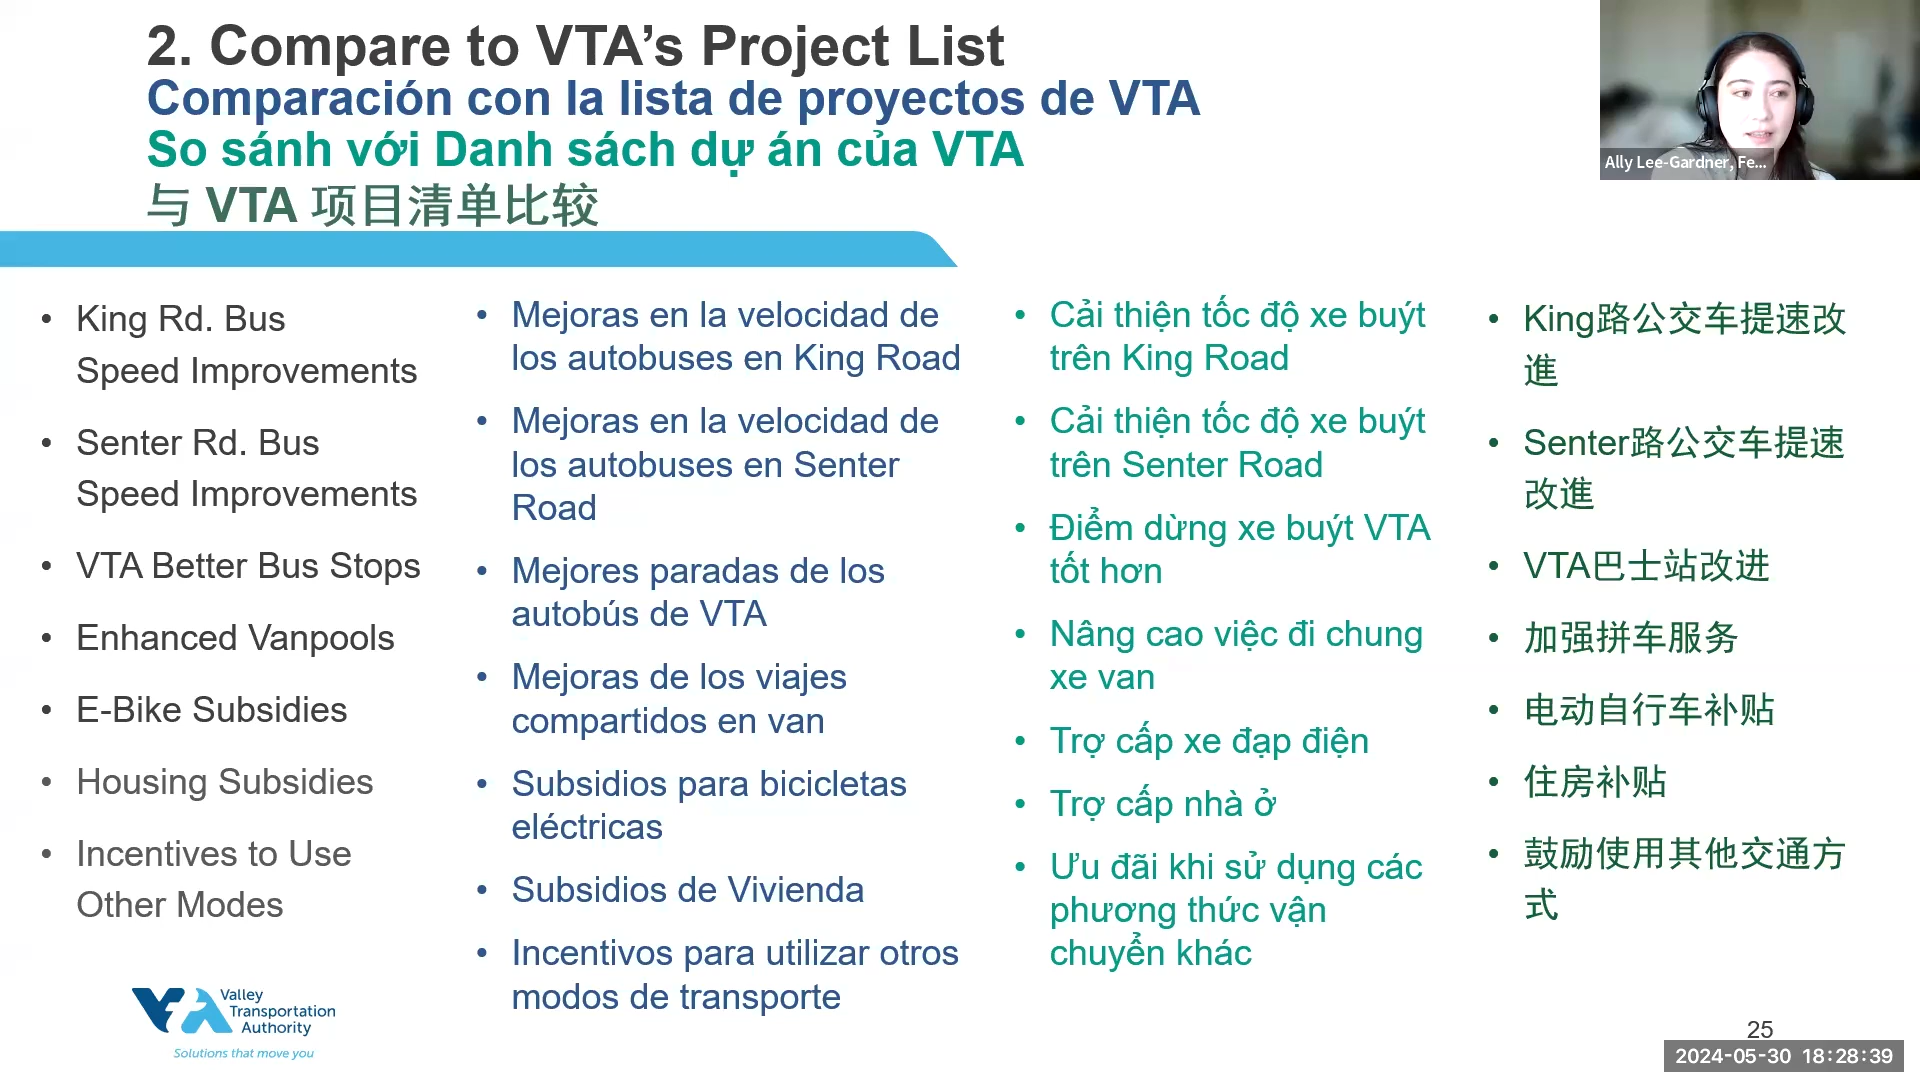 2. Compare to VTA’s Project List
Comparación con la lista de proyectos de VTA
So sánh với Danh sách dự án của VTA
与 VTA 项目清单比较
Ally Lee-Gardner, Fe...
• King Rd. Bus
Speed Improvements
• Senter Rd. Bus
Speed Improvements
• VTA Better Bus Stops
• Enhanced Vanpools
• E-Bike Subsidies
• Housing Subsidies
• Incentives to Use
Other Modes
• Mejoras en la velocidad de
los autobuses en King Road
• Mejoras en la velocidad de
los autobuses en Senter
Road
• Mejores paradas de los
autobús de VTA
• Mejoras de los viajes
compartidos en van
• Subsidios para bicicletas
eléctricas
• Subsidios de Vivienda
• Incentivos para utilizar otros
modos de transporte
• Cải thiện tốc độ xe buýt
trên King Road
• Cải thiện tốc độ xe buýt
trên Senter Road
• Điểm dừng xe buýt VTA
tốt hơn
• Nâng cao việc đi chung
xe van
• Trợ cấp xe đạp điện
• Trợ cấp nhà ở
• Ưu đãi khi sử dụng các
phương thức vận
chuyển khác
• King路公交车提速改
進
• Senter路公交车提速
改進
• VTA巴士站改进
• 加强拼车服务
• 电动自行车补贴
• 住房补贴
• 鼓励使用其他交通方
式
VTA
Valley
Transportation
Authority
Solutions that move you
25
2024-05-30 18:28:39